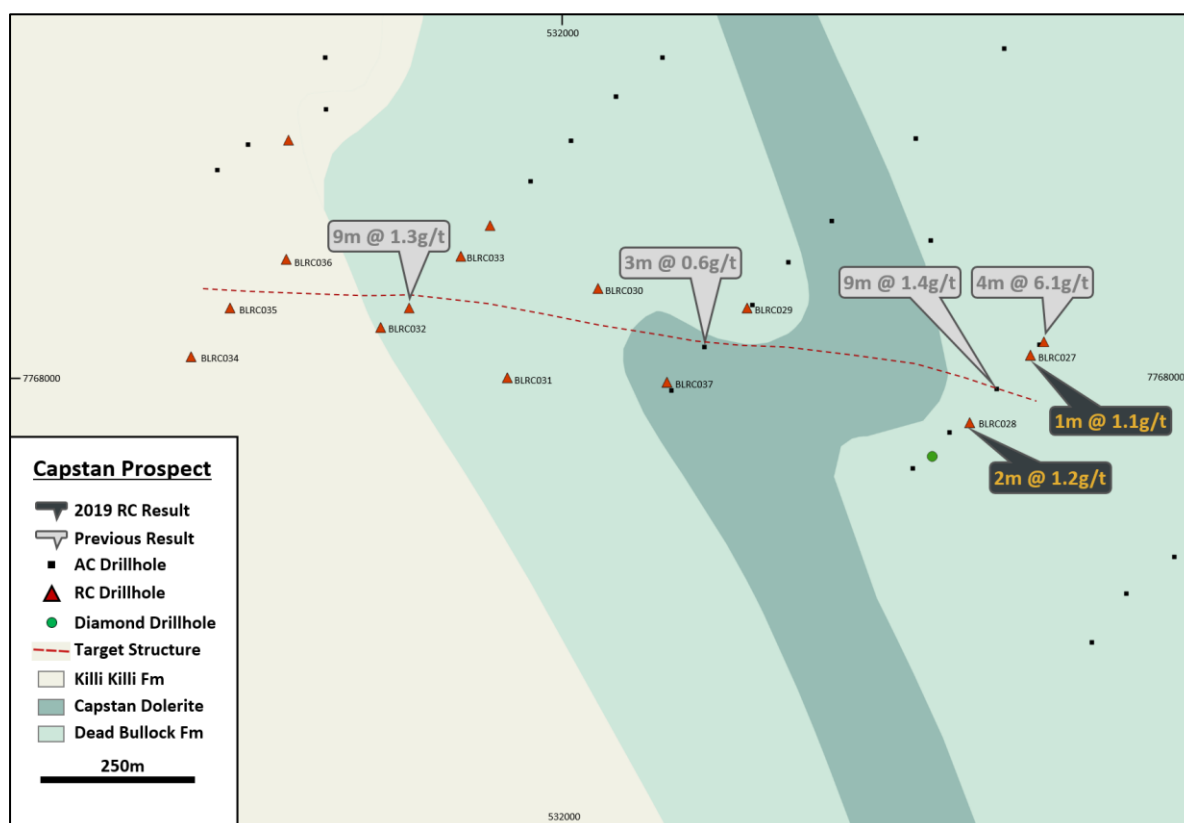 532000
9m @ 1.3g/t
BLRC036
BLRC033
3m @ 0.6g/t
BLRC030
9m @ 1.4g/t
4m @ 6.1g/t
BLRC035
BLRC032
BLRC029
BLRC034
BLRC027
7768000
BLRC031
BLRC037
7768000
1m @ 1.1g/t
BLRC028
2m @ 1.2g/t
Capstan Prospect
2019 RC Result
Previous Result
AC Drillhole
RC Drillhole
Diamond Drillhole
Target Structure
Killi Killi Fm
Capstan Dolerite
Dead Bullock Fm
250m
532000